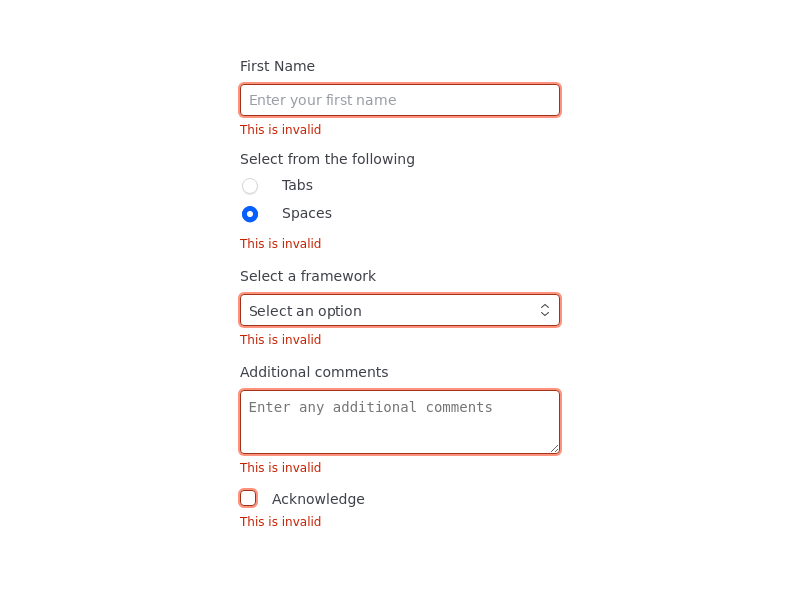 First Name
Enter your first name
This is invalid
Select from the following
Tabs
Spaces
This is invalid
Select a framework
Select an option
This is invalid
Additional comments
Enter any additional comments
This is invalid
Acknowledge
This is invalid